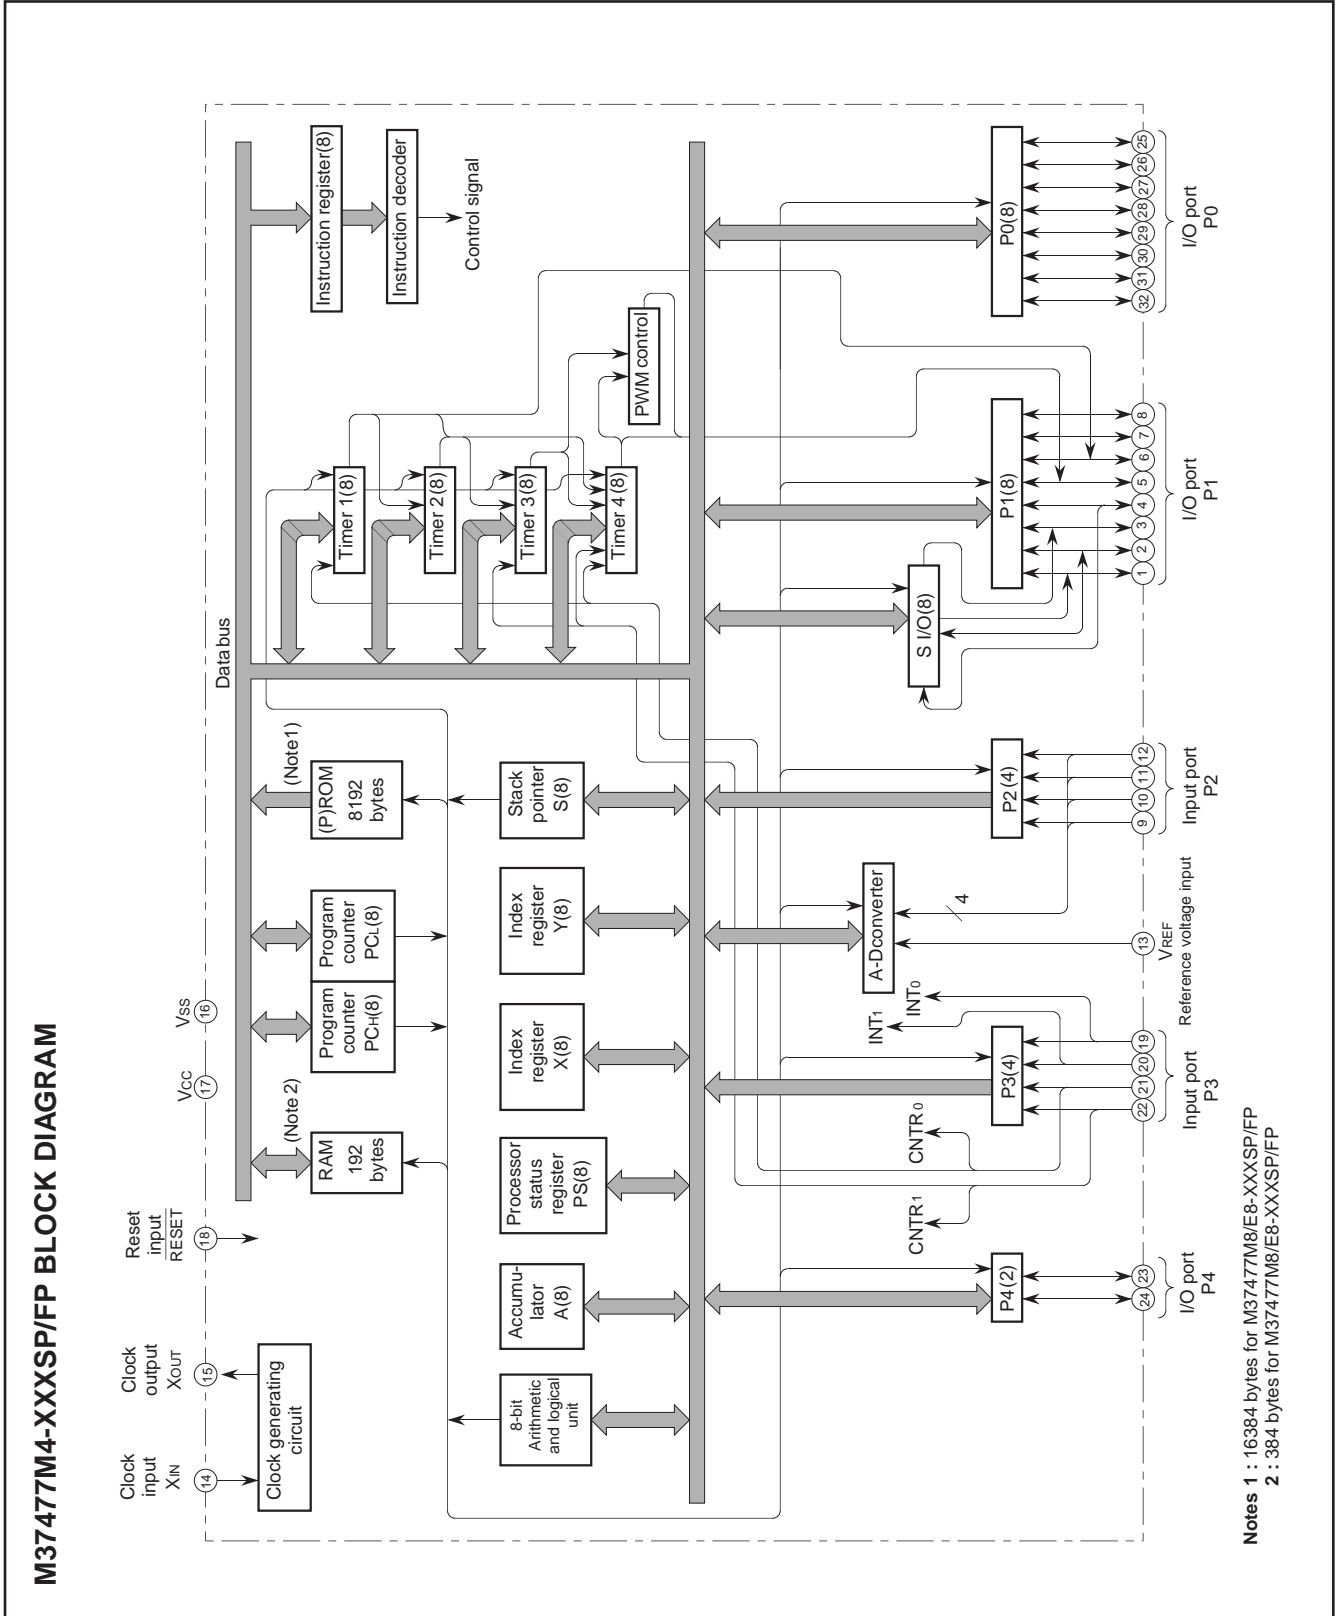 M37477M4-XXXSP/FP BLOCK DIAGRAM
Clock
input
XIN
14
Clock
output
XOUT
15
Reset
input
RESET
18
VCC
17
VSS
16
Clock generating
circuit
Data bus
RAM
192
bytes
(Note 2)
Program
counter
PCH(8)
Program
counter
PCL(8)
(P)ROM
8192
bytes
(Note1)
Instruction register(8)
Instruction decoder
Control signal
Timer 1(8)
Timer 2(8)
Timer 3(8)
Timer 4(8)
PWM control
8-bit
Arithmetic
and logical
unit
Accumu-
lator
A(8)
Processor
status
register
PS(8)
Index
register
X(8)
Index
register
Y(8)
Stack
pointer
S(8)
CNTR1
CNTR0
INT1
INT0
A-Dconverter
4
S I/O(8)
P4(2)
P3(4)
P2(4)
P1(8)
P0(8)
24
23
22
21
20
19
13
9
10
11
12
1
2
3
4
5
6
7
8
32
31
30
29
28
27
26
25
I/O port
P4
Input port
P3
VREF
Reference voltage input
Input port
P2
I/O port
P1
I/O port
P0
Notes 1 : 16384 bytes for M37477M8/E8-XXXSP/FP
2 : 384 bytes for M37477M8/E8-XXXSP/FP